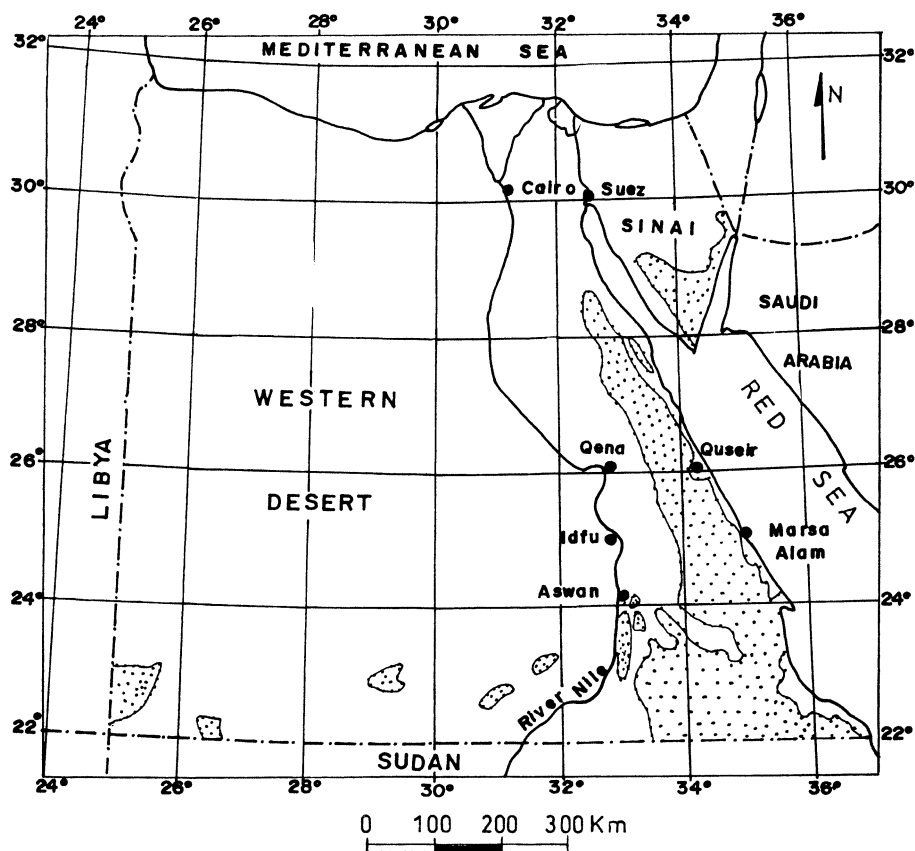 24° 26° 28° 30° 32° 34° 36°
32° MEDITERRANEAN SEA 32°
N
30° Cairo Suez 30°
SINAI
SAUDI
28° 28°
ARABIA
WESTERN
RED
SEA
Qena Quseir
26° 26°
LIBYA
DESERT
Idfu Marsa
Alam
Aswan
24° 24°
River Nile
22° 22°
SUDAN
24° 26° 30° 32° 34° 36°
0 100 200 300 Km